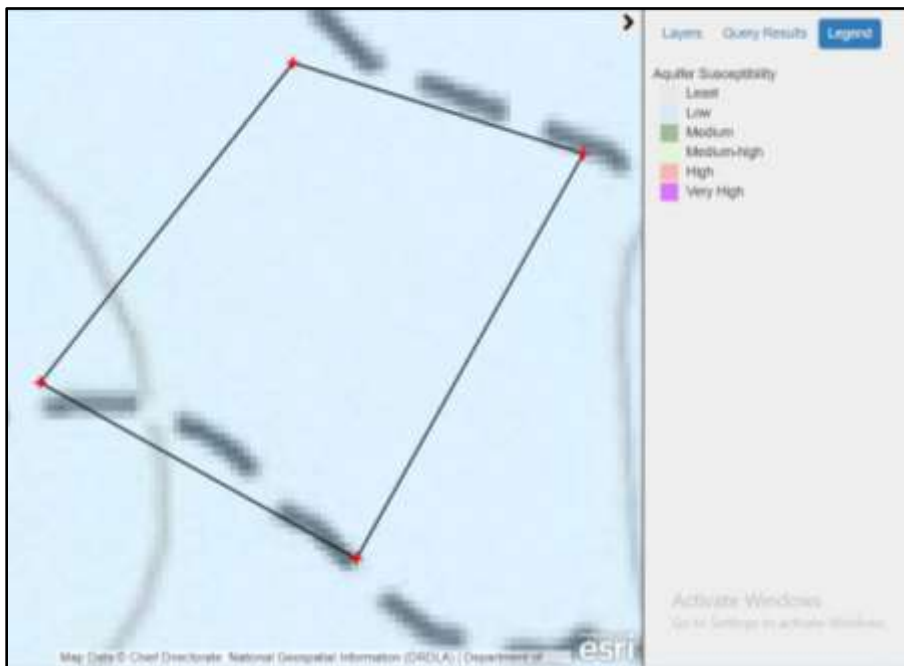 Layers Query Results Legend
Aquifer Susceptibility
Least
Low
Medium
Medium-high
High
Very High
Activate Windows
Go to Settings to activate Windows.
Map Data © Chief Directorate: National Geospatial Information (DRDLA) | Department of
esri